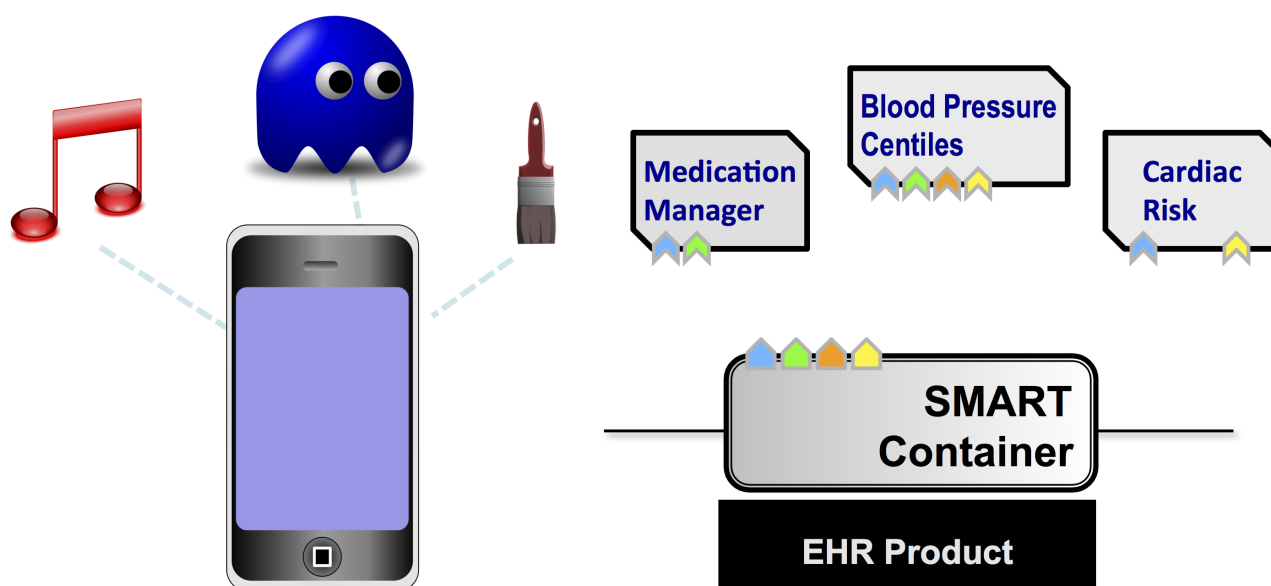 Blood Pressure
Centiles
Medication
Manager
Cardiac
Risk
SMART
Container
EHR Product